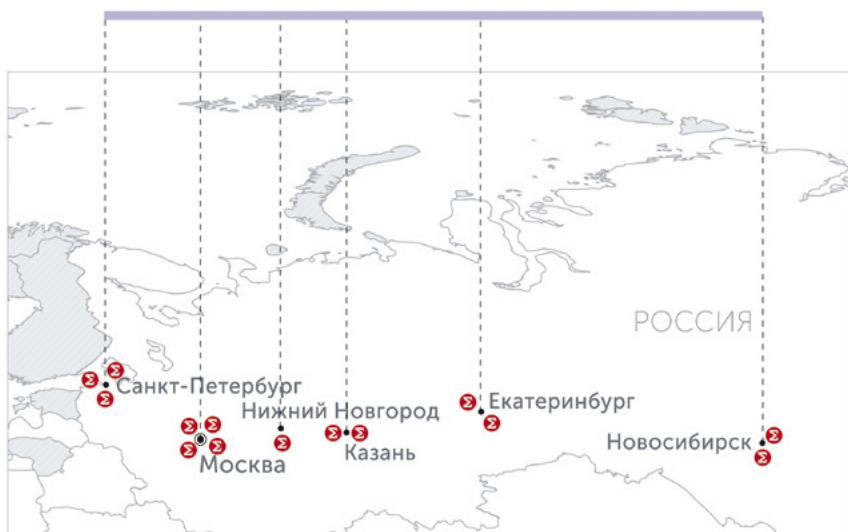 РОССИЯ
Санкт-Петербург
Екатеринбург
Нижний Новгород
Новосибирск
Казань
Москва